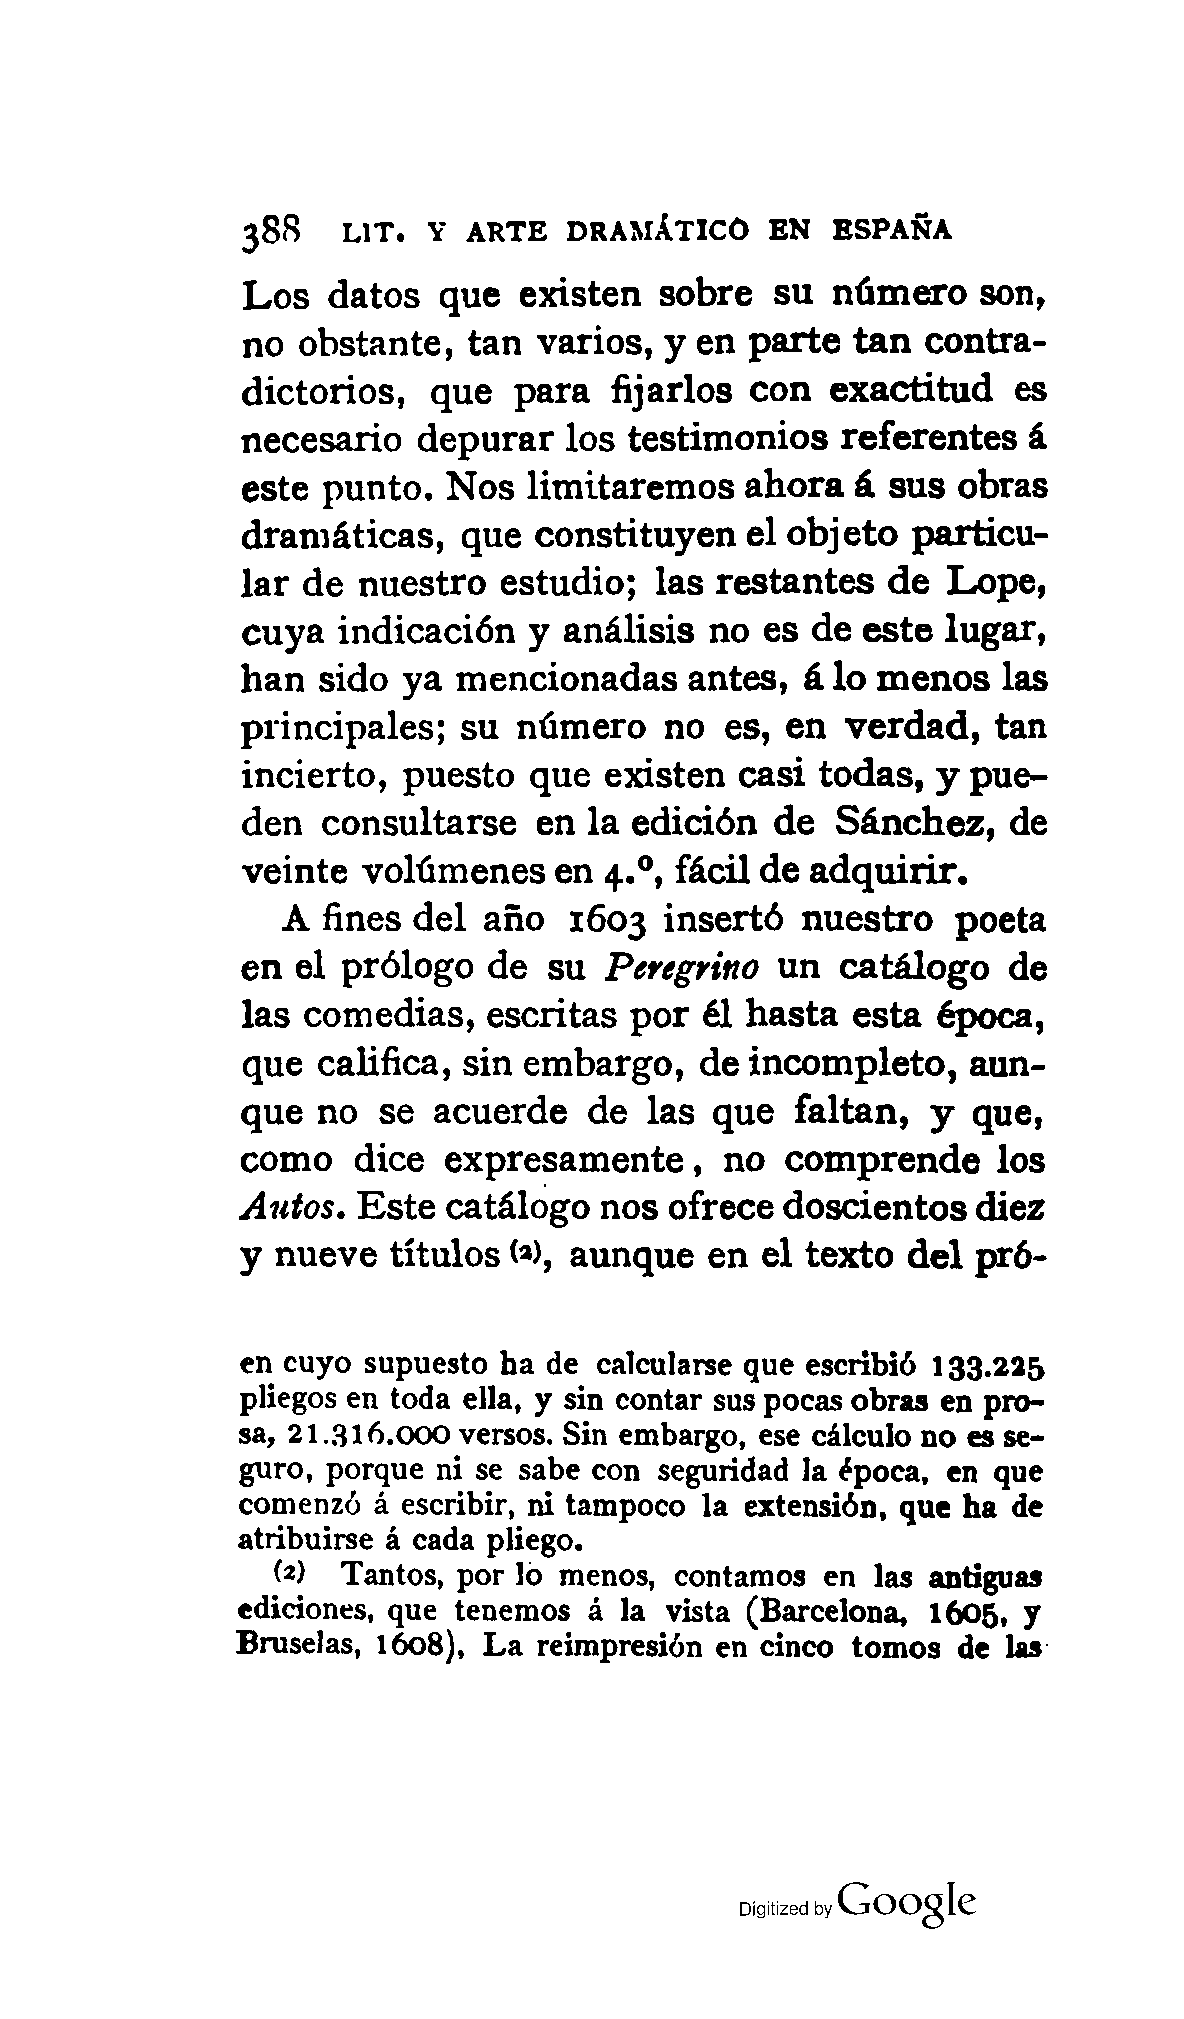 388 LIT. Y ARTE DRAMÁTICO EN ESPAÑA
Los datos que existen sobre su número son,
no obstante, tan varios, y en parte tan contra-
dictorios, que para fijarlos con exactitud es
necesario depurar los testimonios referentes á
este punto. Nos limitaremos ahora á sus obras
dramáticas, que constituyen el objeto particu-
lar de nuestro estudio; las restantes de Lope,
cuya indicación y análisis no es de este lugar,
han sido ya mencionadas antes, á lo menos las
principales; su número no es, en verdad, tan
incierto, puesto que existen casi todas, y pue-
den consultarse en la edición de Sánchez, de
veinte volúmenes en 4.º, fácil de adquirir.
A fines del año 1603 insertó nuestro poeta
en el prólogo de su Peregrino un catálogo de
las comedias, escritas por él hasta esta época,
que califica, sin embargo, de incompleto, aun-
que no se acuerde de las que faltan, y que,
como dice expresamente, no comprende los
Autos. Este catálogo nos ofrece doscientos diez
y nueve títulos (2), aunque en el texto del pró-
en cuyo supuesto ha de calcularse que escribió 133.225
pliegos en toda ella, y sin contar sus pocas obras en pro-
sa, 21.316.000 versos. Sin embargo, ese cálculo no es se-
guro, porque ni se sabe con seguridad la época, en que
comenzó á escribir, ni tampoco la extensión, que ha de
atribuirse á cada pliego.
(2) Tantos, por lo menos, contamos en las antiguas
ediciones, que tenemos á la vista (Barcelona, 1605, y
Bruselas, 1608), La reimpresión en cinco tomos de las
Digitized by Google